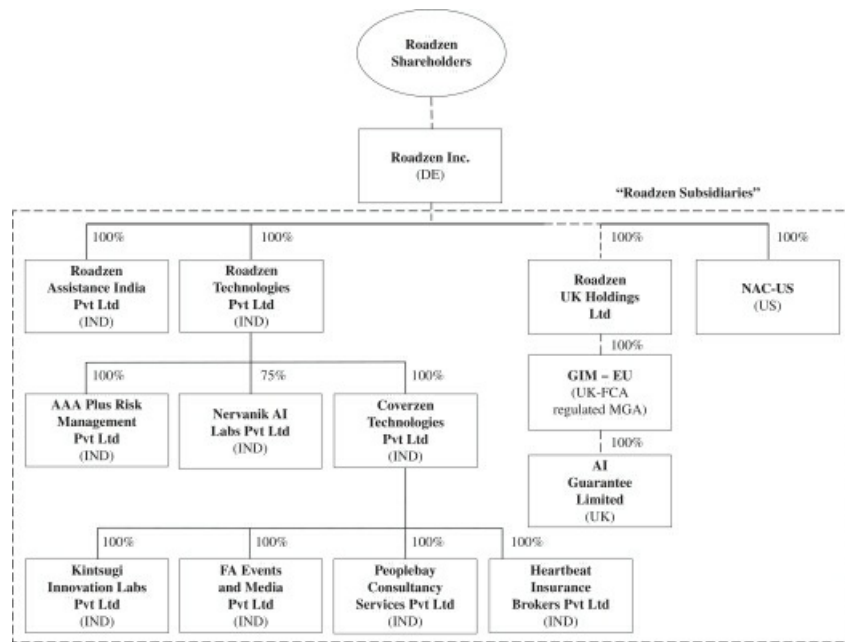 Roadzen
Shareholders
Roadzen Inc.
(DE)
“Roadzen Subsidiaries”
100%
100%
100%
100%
Roadzen
Assistance India
Pvt Ltd
(IND)
Roadzen
Technologies
Pvt Ltd
(IND)
Roadzen
UK Holdings
Ltd
NAC-US
(US)
100%
75%
100%
100%
AAA Plus Risk
Management
Pvt Ltd
(IND)
Nervanik AI
Labs Pvt Ltd
(IND)
Coverzen
Technologies
Pvt Ltd
(IND)
GIM – EU
(UK-FCA
regulated MGA)
100%
AI
Guarantee
Limited
(UK)
100%
100%
100%
100%
Kintsugi
Innovation Labs
Pvt Ltd
(IND)
FA Events
and Media
Pvt Ltd
(IND)
Peoplebay
Consultancy
Services Pvt Ltd
(IND)
Heartbeat
Insurance
Brokers Pvt Ltd
(IND)